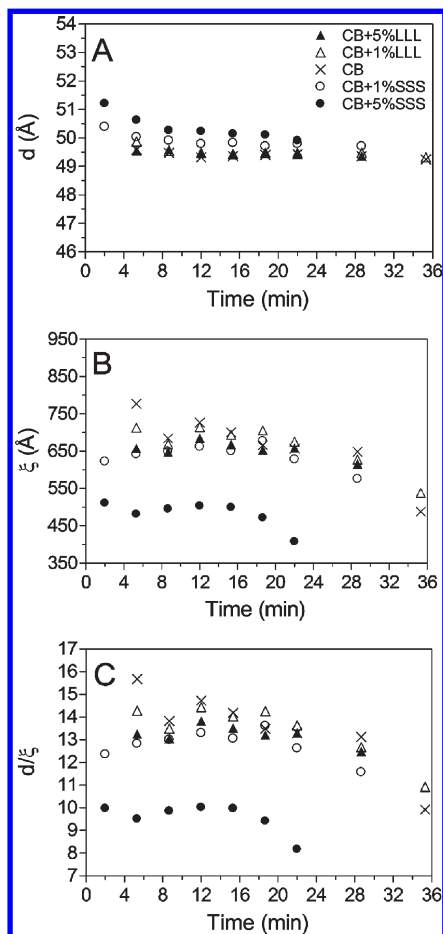 A
CB+5%LLL
CB+1%LLL
CB
CB+1%SSS
CB+5%SSS
d (Å)
54
53
52
51
50
49
48
47
46
0 4 8 12 16 20 24 28 32 36
Time (min)
B
ξ (Å)
950
850
750
650
550
450
350
0 4 8 12 16 20 24 28 32 36
Time (min)
C
d/ξ
17
16
15
14
13
12
11
10
9
8
7
0 4 8 12 16 20 24 28 32 36
Time (min)